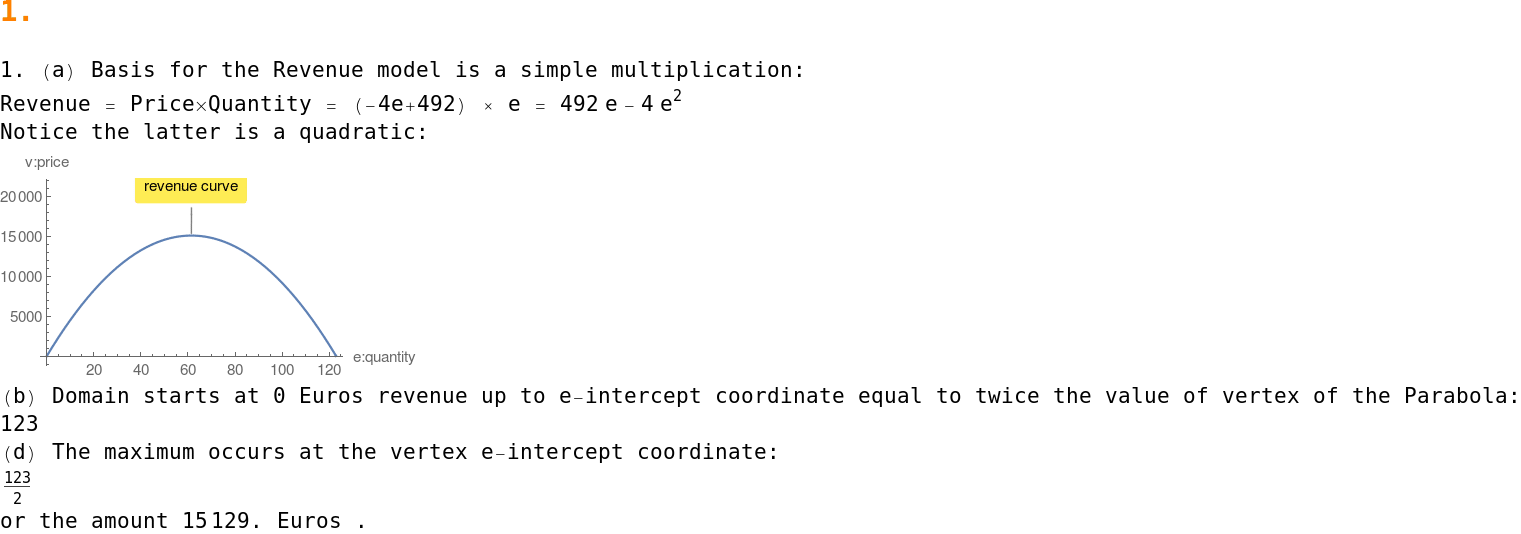 1.
1. (a) Basis for the Revenue model is a simple multiplication:
Revenue = Price×Quantity = (-4e+492) × e = 492 e - 4 e²
Notice the latter is a quadratic:
v:price
revenue curve
20000
15000
10000
5000
20 40 60 80 100 120
e:quantity
(b) Domain starts at 0 Euros revenue up to e-intercept coordinate equal to twice the value of vertex of the Parabola:
123
(d) The maximum occurs at the vertex e-intercept coordinate:
123
2
or the amount 15129. Euros .